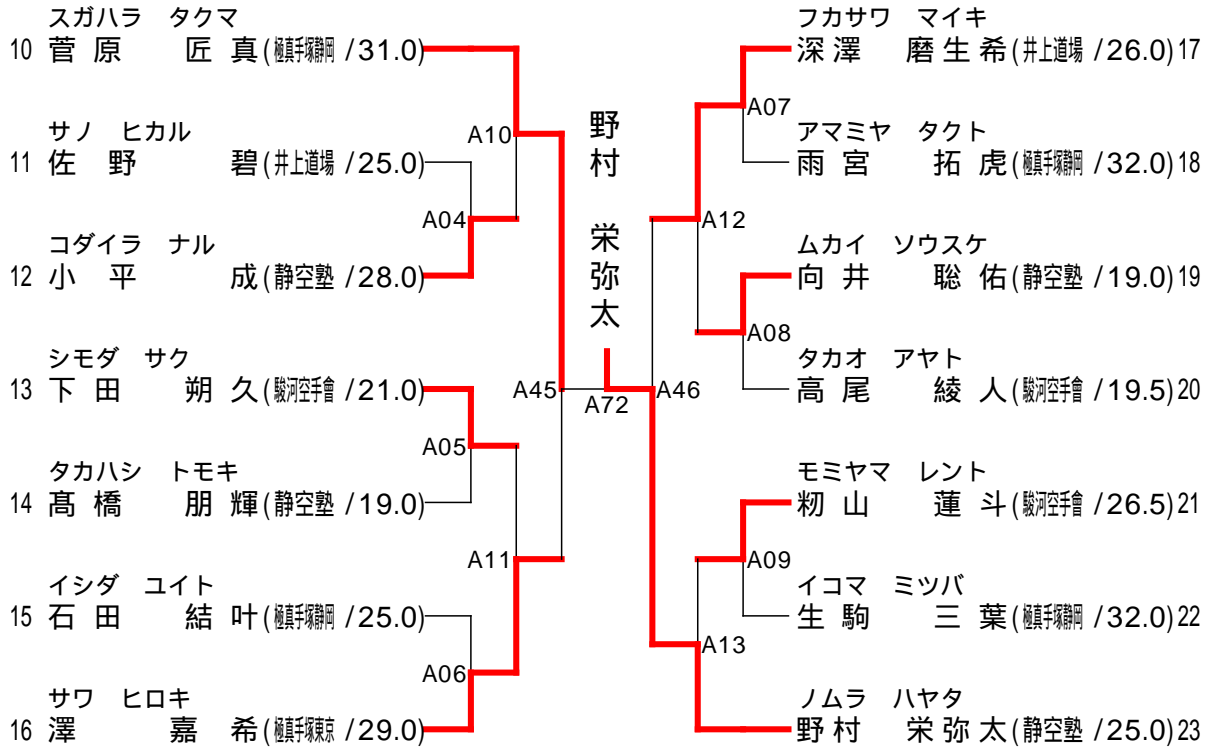 スガハラ タクマ
10 菅原 匠真(極真手塚静岡 /31.0)
サノ ヒカル
11 佐野 碧(井上道場 /25.0)
コダイラ ナル
12 小平 成(静空塾 /28.0)
シモダ サク
13 下田 朔久(駿河空手會 /21.0)
タカハシ トモキ
14 髙橋 朋輝(静空塾 /19.0)
イシダ ユイト
15 石田 結叶(極真手塚静岡 /25.0)
サワ ヒロキ
16 澤 嘉希(極真手塚東京 /29.0)
A10
A04
A05
A11
A06
A45
野村 栄弥太
A72
A46
A07
A12
A08
A09
A13
フカサワ マイキ
深澤 磨生希(井上道場 /26.0)17
アマミヤ タクト
雨宮 拓虎(極真手塚静岡 /32.0)18
ムカイ ソウスケ
向井 聡佑(静空塾 /19.0)19
タカオ アヤト
高尾 綾人(駿河空手會 /19.5)20
モミヤマ レント
籾山 蓮斗(駿河空手會 /26.5)21
イコマ ミツバ
生駒 三葉(極真手塚静岡 /32.0)22
ノムラ ハヤタ
野村 栄弥太(静空塾 /25.0)23